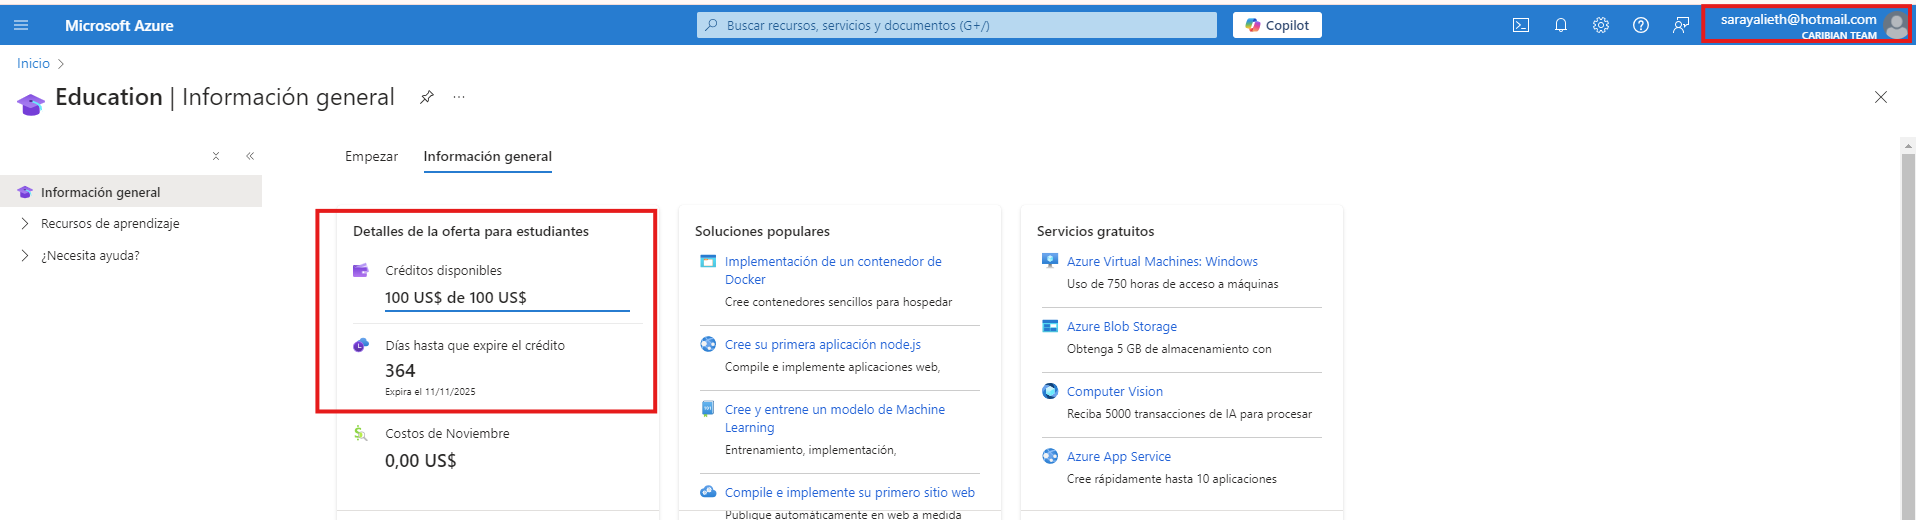 Microsoft Azure
Buscar recursos, servicios y documentos (G+/)
Copilot
sarayalieth@hotmail.com
CARIBIAN TEAM
Inicio
Education | Información general
Empezar
Información general
Información general
Recursos de aprendizaje
¿Necesita ayuda?
Detalles de la oferta para estudiantes
Créditos disponibles
100 US$ de 100 US$
Días hasta que expire el crédito
364
Expira el 11/11/2025
Costos de Noviembre
0,00 US$
Soluciones populares
Implementación de un contenedor de
Docker
Cree contenedores sencillos para hospedar
Cree su primera aplicación node.js
Compile e implemente aplicaciones web,
Cree y entrene un modelo de Machine
Learning
Entrenamiento, implementación,
Compile e implemente su primero sitio web
Publique automáticamente en web a medida
Servicios gratuitos
Azure Virtual Machines: Windows
Uso de 750 horas de acceso a máquinas
Azure Blob Storage
Obtenga 5 GB de almacenamiento con
Computer Vision
Reciba 5000 transacciones de IA para procesar
Azure App Service
Cree rápidamente hasta 10 aplicaciones